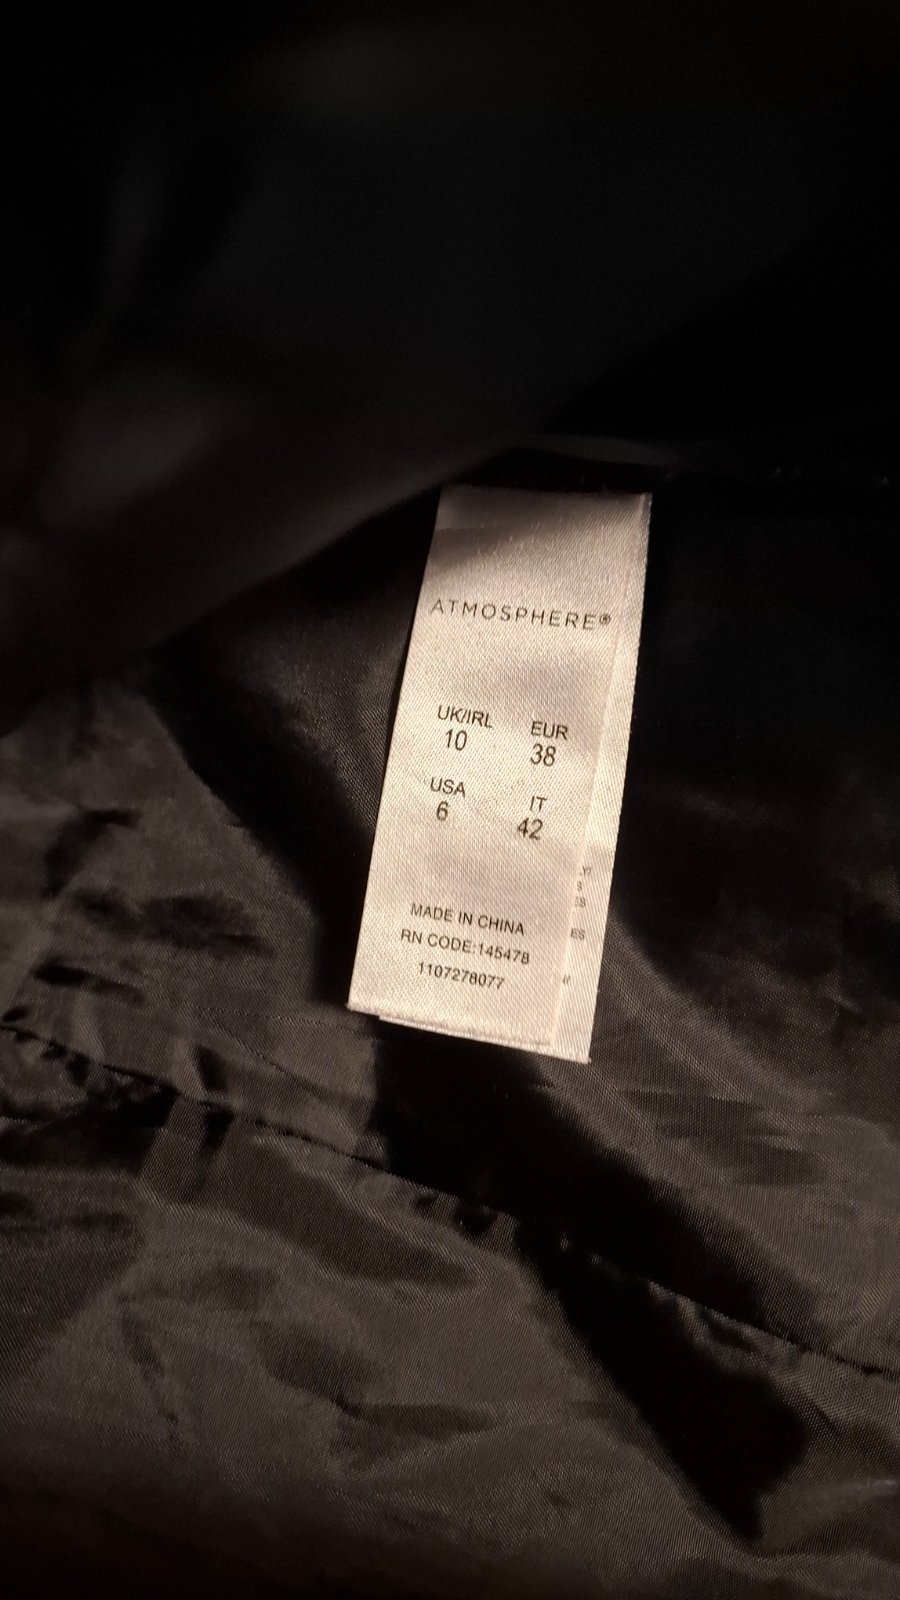 ATMOSPHERE®
UK/IRL EUR
10 38
USA IT
6 42
MADE IN CHINA
RN CODE:145478
1107278077